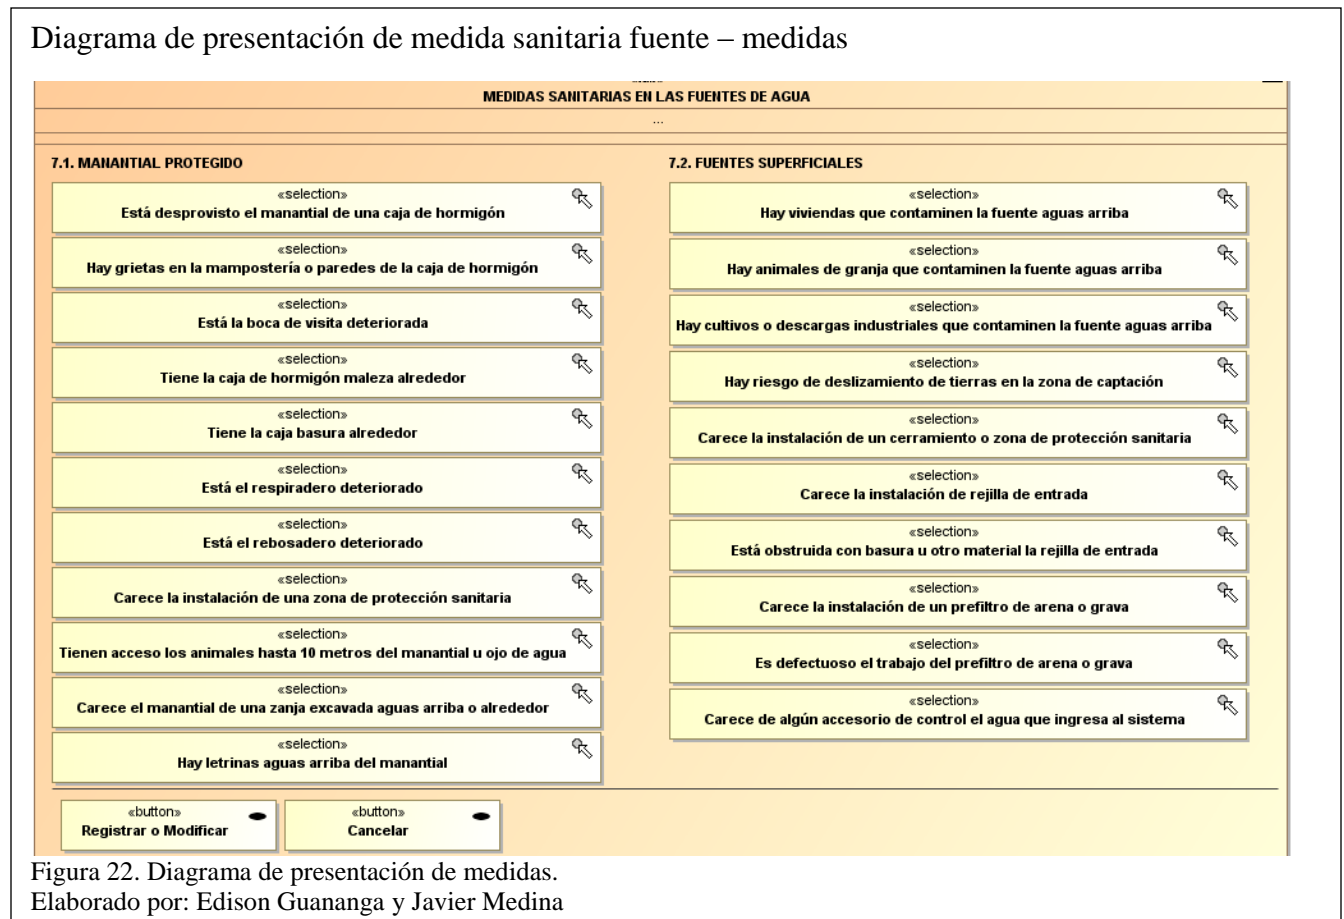 Diagrama de presentación de medida sanitaria fuente – medidas
MEDIDAS SANITARIAS EN LAS FUENTES DE AGUA
...
7.1. MANANTIAL PROTEGIDO
«selection»
Está desprovisto el manantial de una caja de hormigón
«selection»
Hay grietas en la mampostería o paredes de la caja de hormigón
«selection»
Está la boca de visita deteriorada
«selection»
Tiene la caja de hormigón maleza alrededor
«selection»
Tiene la caja basura alrededor
«selection»
Está el respiradero deteriorado
«selection»
Está el rebosadero deteriorado
«selection»
Carece la instalación de una zona de protección sanitaria
«selection»
Tienen acceso los animales hasta 10 metros del manantial u ojo de agua
«selection»
Carece el manantial de una zanja excavada aguas arriba o alrededor
«selection»
Hay letrinas aguas arriba del manantial
7.2. FUENTES SUPERFICIALES
«selection»
Hay viviendas que contaminen la fuente aguas arriba
«selection»
Hay animales de granja que contaminen la fuente aguas arriba
«selection»
Hay cultivos o descargas industriales que contaminen la fuente aguas arriba
«selection»
Hay riesgo de deslizamiento de tierras en la zona de captación
«selection»
Carece la instalación de un cerramiento o zona de protección sanitaria
«selection»
Carece la instalación de rejilla de entrada
«selection»
Está obstruida con basura u otro material la rejilla de entrada
«selection»
Carece la instalación de un prefiltro de arena o grava
«selection»
Es defectuoso el trabajo del prefiltro de arena o grava
«selection»
Carece de algún accesorio de control el agua que ingresa al sistema
«button»
Registrar o Modificar
«button»
Cancelar
Figura 22. Diagrama de presentación de medidas.
Elaborado por: Edison Guananga y Javier Medina